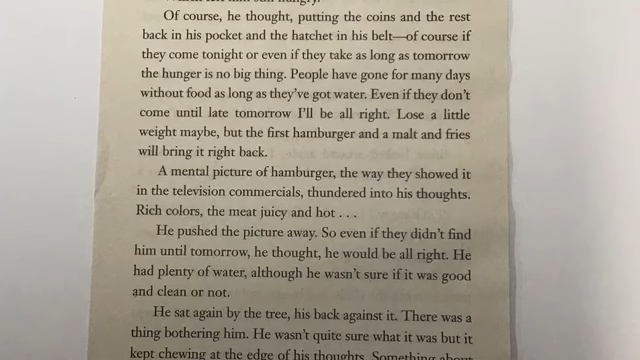 Of course, he thought, putting the coins and the rest
back in his pocket and the hatchet in his belt—of course if
they come tonight or even if they take as long as tomorrow
the hunger is no big thing. People have gone for many days
without food as long as they've got water. Even if they don't
come until late tomorrow I'll be all right. Lose a little
weight maybe, but the first hamburger and a malt and fries
will bring it right back.
A mental picture of hamburger, the way they showed it
in the television commercials, thundered into his thoughts.
Rich colors, the meat juicy and hot . . .
He pushed the picture away. So even if they didn't find
him until tomorrow, he thought, he would be all right. He
had plenty of water, although he wasn't sure if it was good
and clean or not.
He sat again by the tree, his back against it. There was a
thing bothering him. He wasn't quite sure what it was but it
kept chewing at the edge of his thoughts. Something about